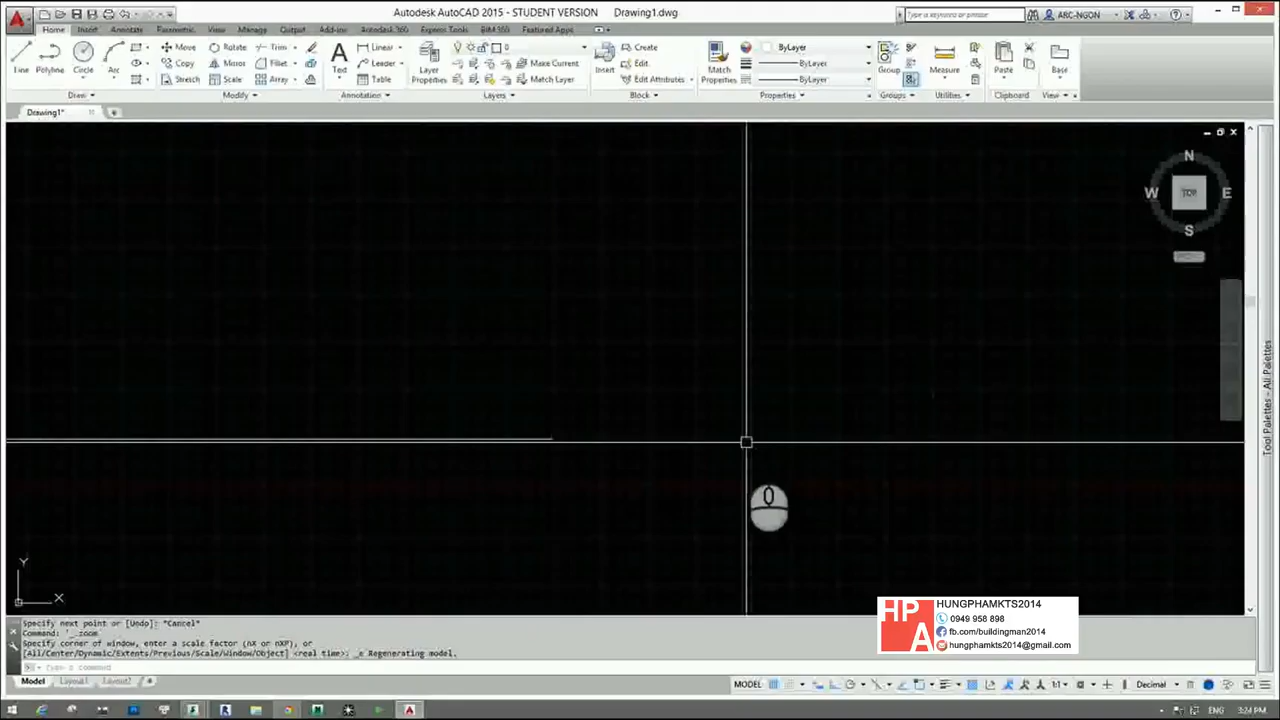 Autodesk AutoCAD 2015 - STUDENT VERSION Drawing1.dwg
Type a keyword or phrase ARC-NGON
Home Insert Annotate Parametric View Manage Output Add-ins Autodesk 360 BIM 360 Express Tools Featured Apps
Line Polyline Circle Arc
Move Rotate Trim
Copy Mirror Fillet
Stretch Scale Array
Text
Linear
Leader
Table
Layer Properties
0
Make Current
Match Layer
Insert
Create
Edit
Edit Attributes
Match Properties
ByLayer
ByLayer
ByLayer
Group
Measure
Paste
Base
Draw Modify Annotation Layers Block Properties Groups Utilities Clipboard View
Drawing1*
N
W TOP E
S
Tool Palettes - All Palettes
Y
X
HPA
HUNGPHAMKTS2014
0949 958 898
fb.com/buildingman2014
hungphamkts2014@gmail.com
Specify next point or [Undo]: *Cancel*
Command: '_.zoom
Specify corner of window, enter a scale factor (nX or nXP), or
[All/Center/Dynamic/Extents/Previous/Scale/Window/Object] <real time>: _e Regenerating model.
Type a command
Model Layout1 Layout2
MODEL 1:1 Decimal
ENG 3:24 PM